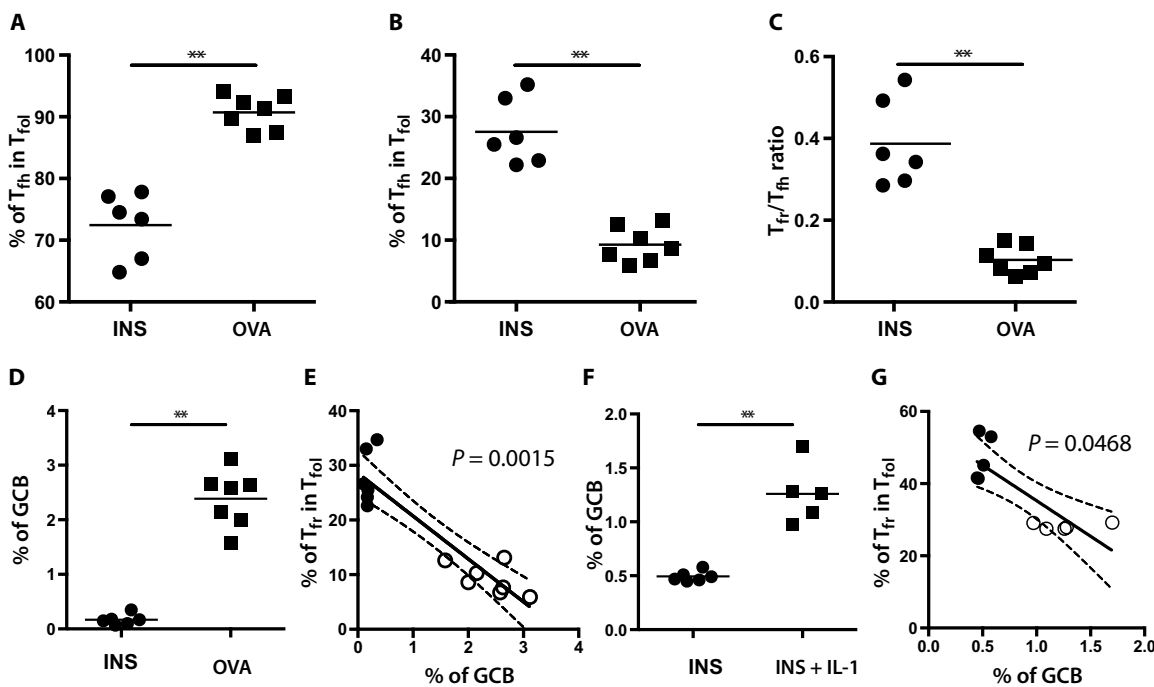 A
B
C
**
**
**
100
90
80
70
60
% of Tfh in Tfol
INS
OVA
40
30
20
10
0
% of Tfh in Tfol
INS
OVA
0.6
0.4
0.2
0.0
Tfr/Tfh ratio
INS
OVA
D
E
F
G
**
4
3
2
1
0
% of GCB
INS
OVA
40
30
20
10
0
% of Tfr in Tfol
P = 0.0015
0
1
2
3
4
% of GCB
**
2.0
1.5
1.0
0.5
0.0
% of GCB
INS
INS + IL-1
60
40
20
0
% of Tfr in Tfol
P = 0.0468
0.0
0.5
1.0
1.5
2.0
% of GCB